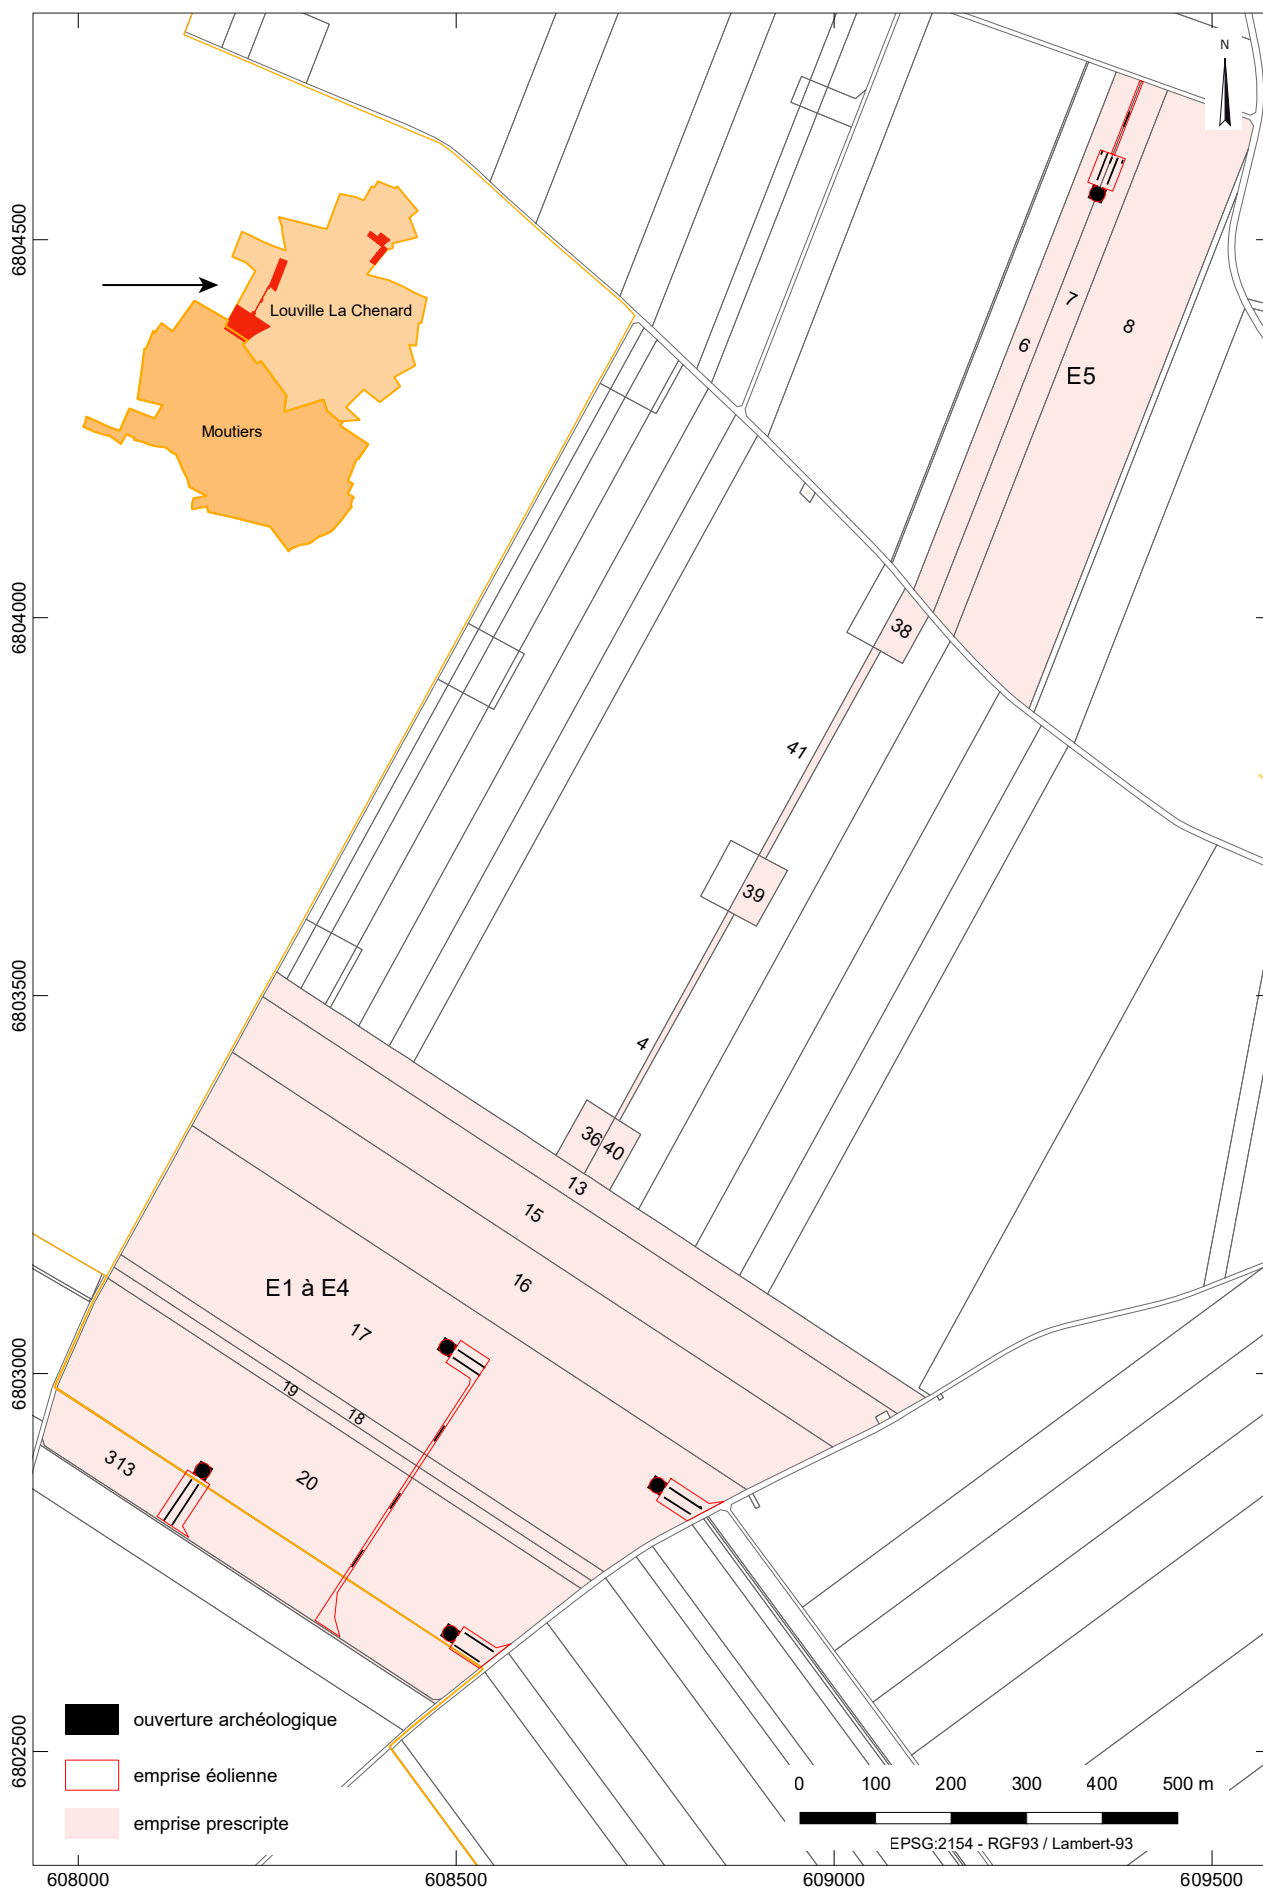 N
6804500
Louville La Chenard
Moutiers
7
8
6
E5
6804000
38
41
39
6803500
4
36
40
13
15
16
E1 à E4
17
6803000
19
18
313
20
ouverture archéologique
emprise éolienne
emprise prescripte
6802500
0 100 200 300 400 500 m
EPSG:2154 - RGF93 / Lambert-93
608000 608500 609000 609500